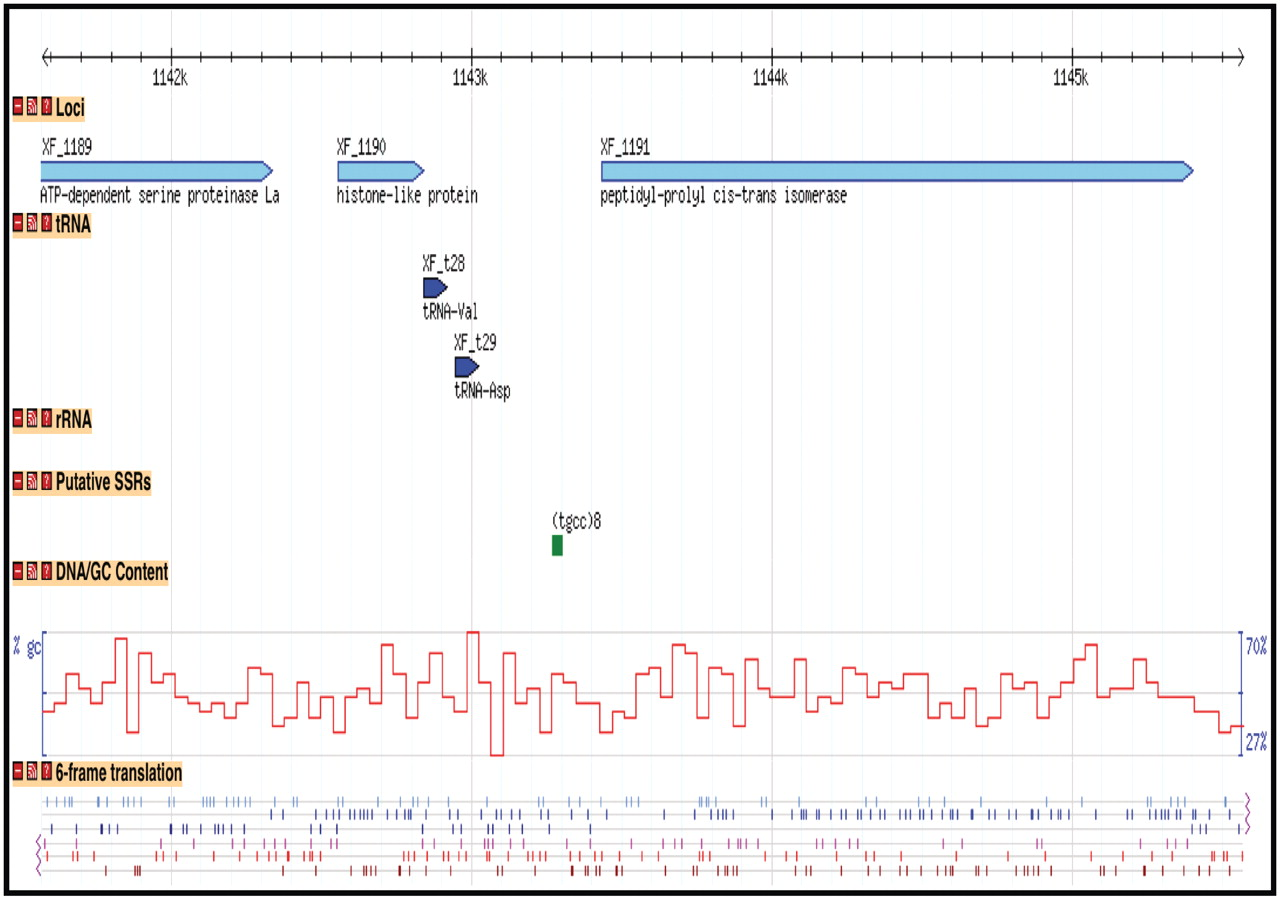 1142k 1143k 1144k 1145k
- ? Loci
XF_1189 XF_1190 XF_1191
ATP-dependent serine proteinase La histone-like protein peptidyl-prolyl cis-trans isomerase
- ? tRNA
XF_t28
tRNA-Val
XF_t29
tRNA-Asp
- ? rRNA
- ? Putative SSRs
(tgcc)8
- ? DNA/GC Content
% gc 70%
27%
- ? 6-frame translation